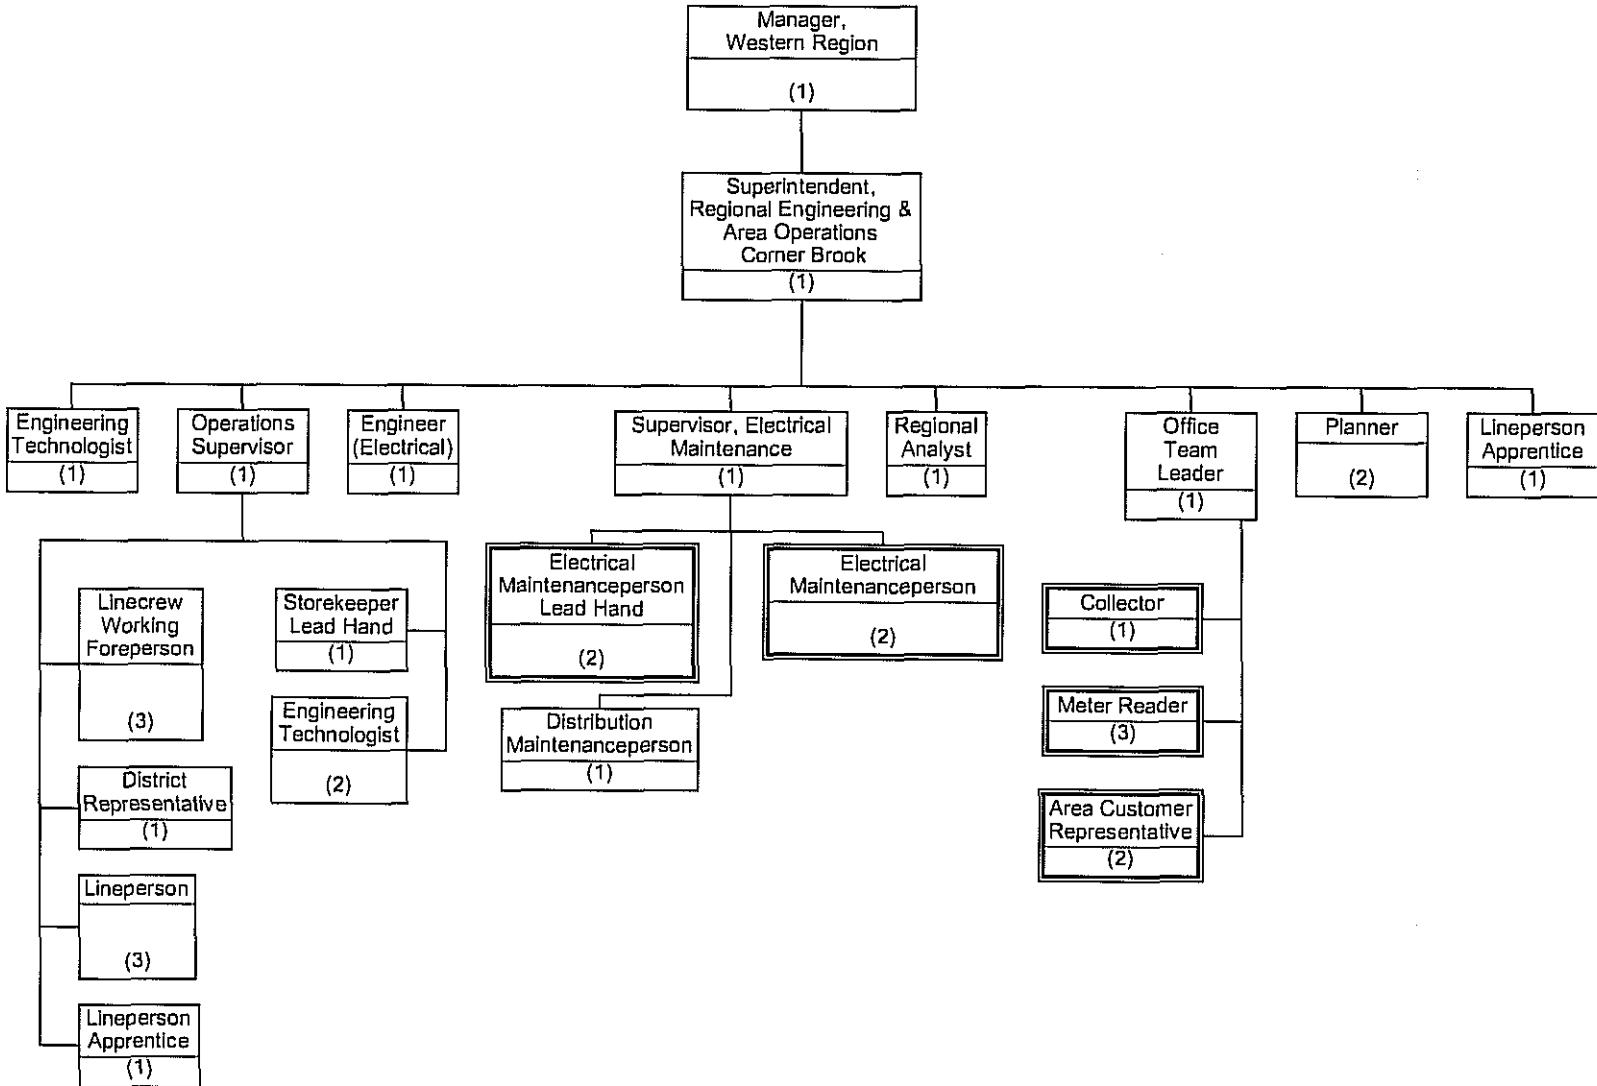 Manager,
Western Region
(1)
Superintendent,
Regional Engineering &
Area Operations
Corner Brook
(1)
Engineering
Technologist
(1)
Operations
Supervisor
(1)
Engineer
(Electrical)
(1)
Supervisor, Electrical
Maintenance
(1)
Regional
Analyst
(1)
Office
Team
Leader
(1)
Planner
(2)
Lineperson
Apprentice
(1)
Linecrew
Working
Foreperson
(3)
District
Representative
(1)
Lineperson
(3)
Lineperson
Apprentice
(1)
Storekeeper
Lead Hand
(1)
Engineering
Technologist
(2)
Electrical
Maintenanceperson
Lead Hand
(2)
Distribution
Maintenanceperson
(1)
Electrical
Maintenanceperson
(2)
Collector
(1)
Meter Reader
(3)
Area Customer
Representative
(2)